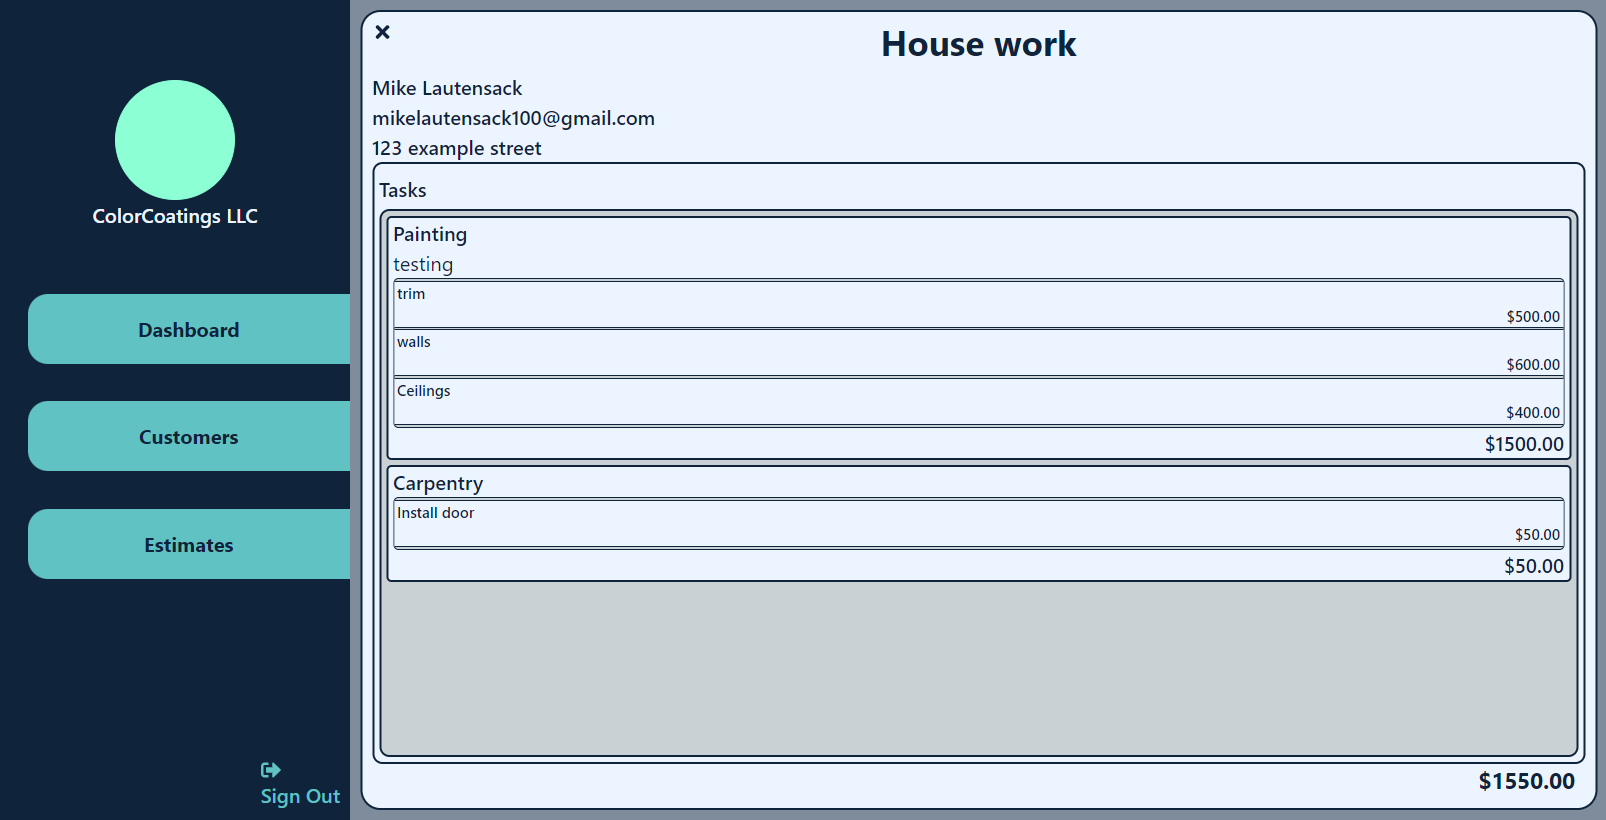 ColorCoatings LLC
Dashboard
Customers
Estimates
Sign Out
House work
Mike Lautensack
mikelautensack100@gmail.com
123 example street
Tasks
Painting
testing
trim
$500.00
walls
$600.00
Ceilings
$400.00
$1500.00
Carpentry
Install door
$50.00
$50.00
$1550.00